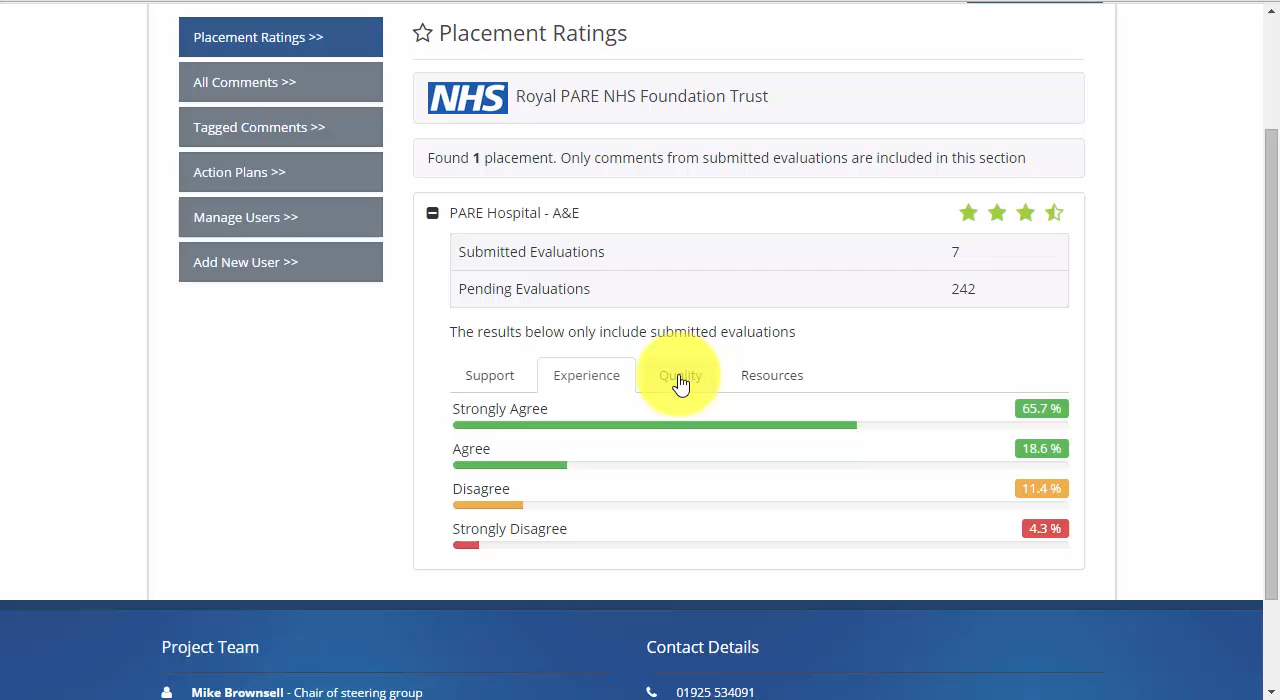 Placement Ratings >>
All Comments >>
Tagged Comments >>
Action Plans >>
Manage Users >>
Add New User >>
Placement Ratings
NHS Royal PARE NHS Foundation Trust
Found 1 placement. Only comments from submitted evaluations are included in this section
PARE Hospital - A&E
Submitted Evaluations 7
Pending Evaluations 242
The results below only include submitted evaluations
Support Experience Quality Resources
Strongly Agree 65.7 %
Agree 18.6 %
Disagree 11.4 %
Strongly Disagree 4.3 %
Project Team
Mike Brownsell - Chair of steering group
Contact Details
01925 534091